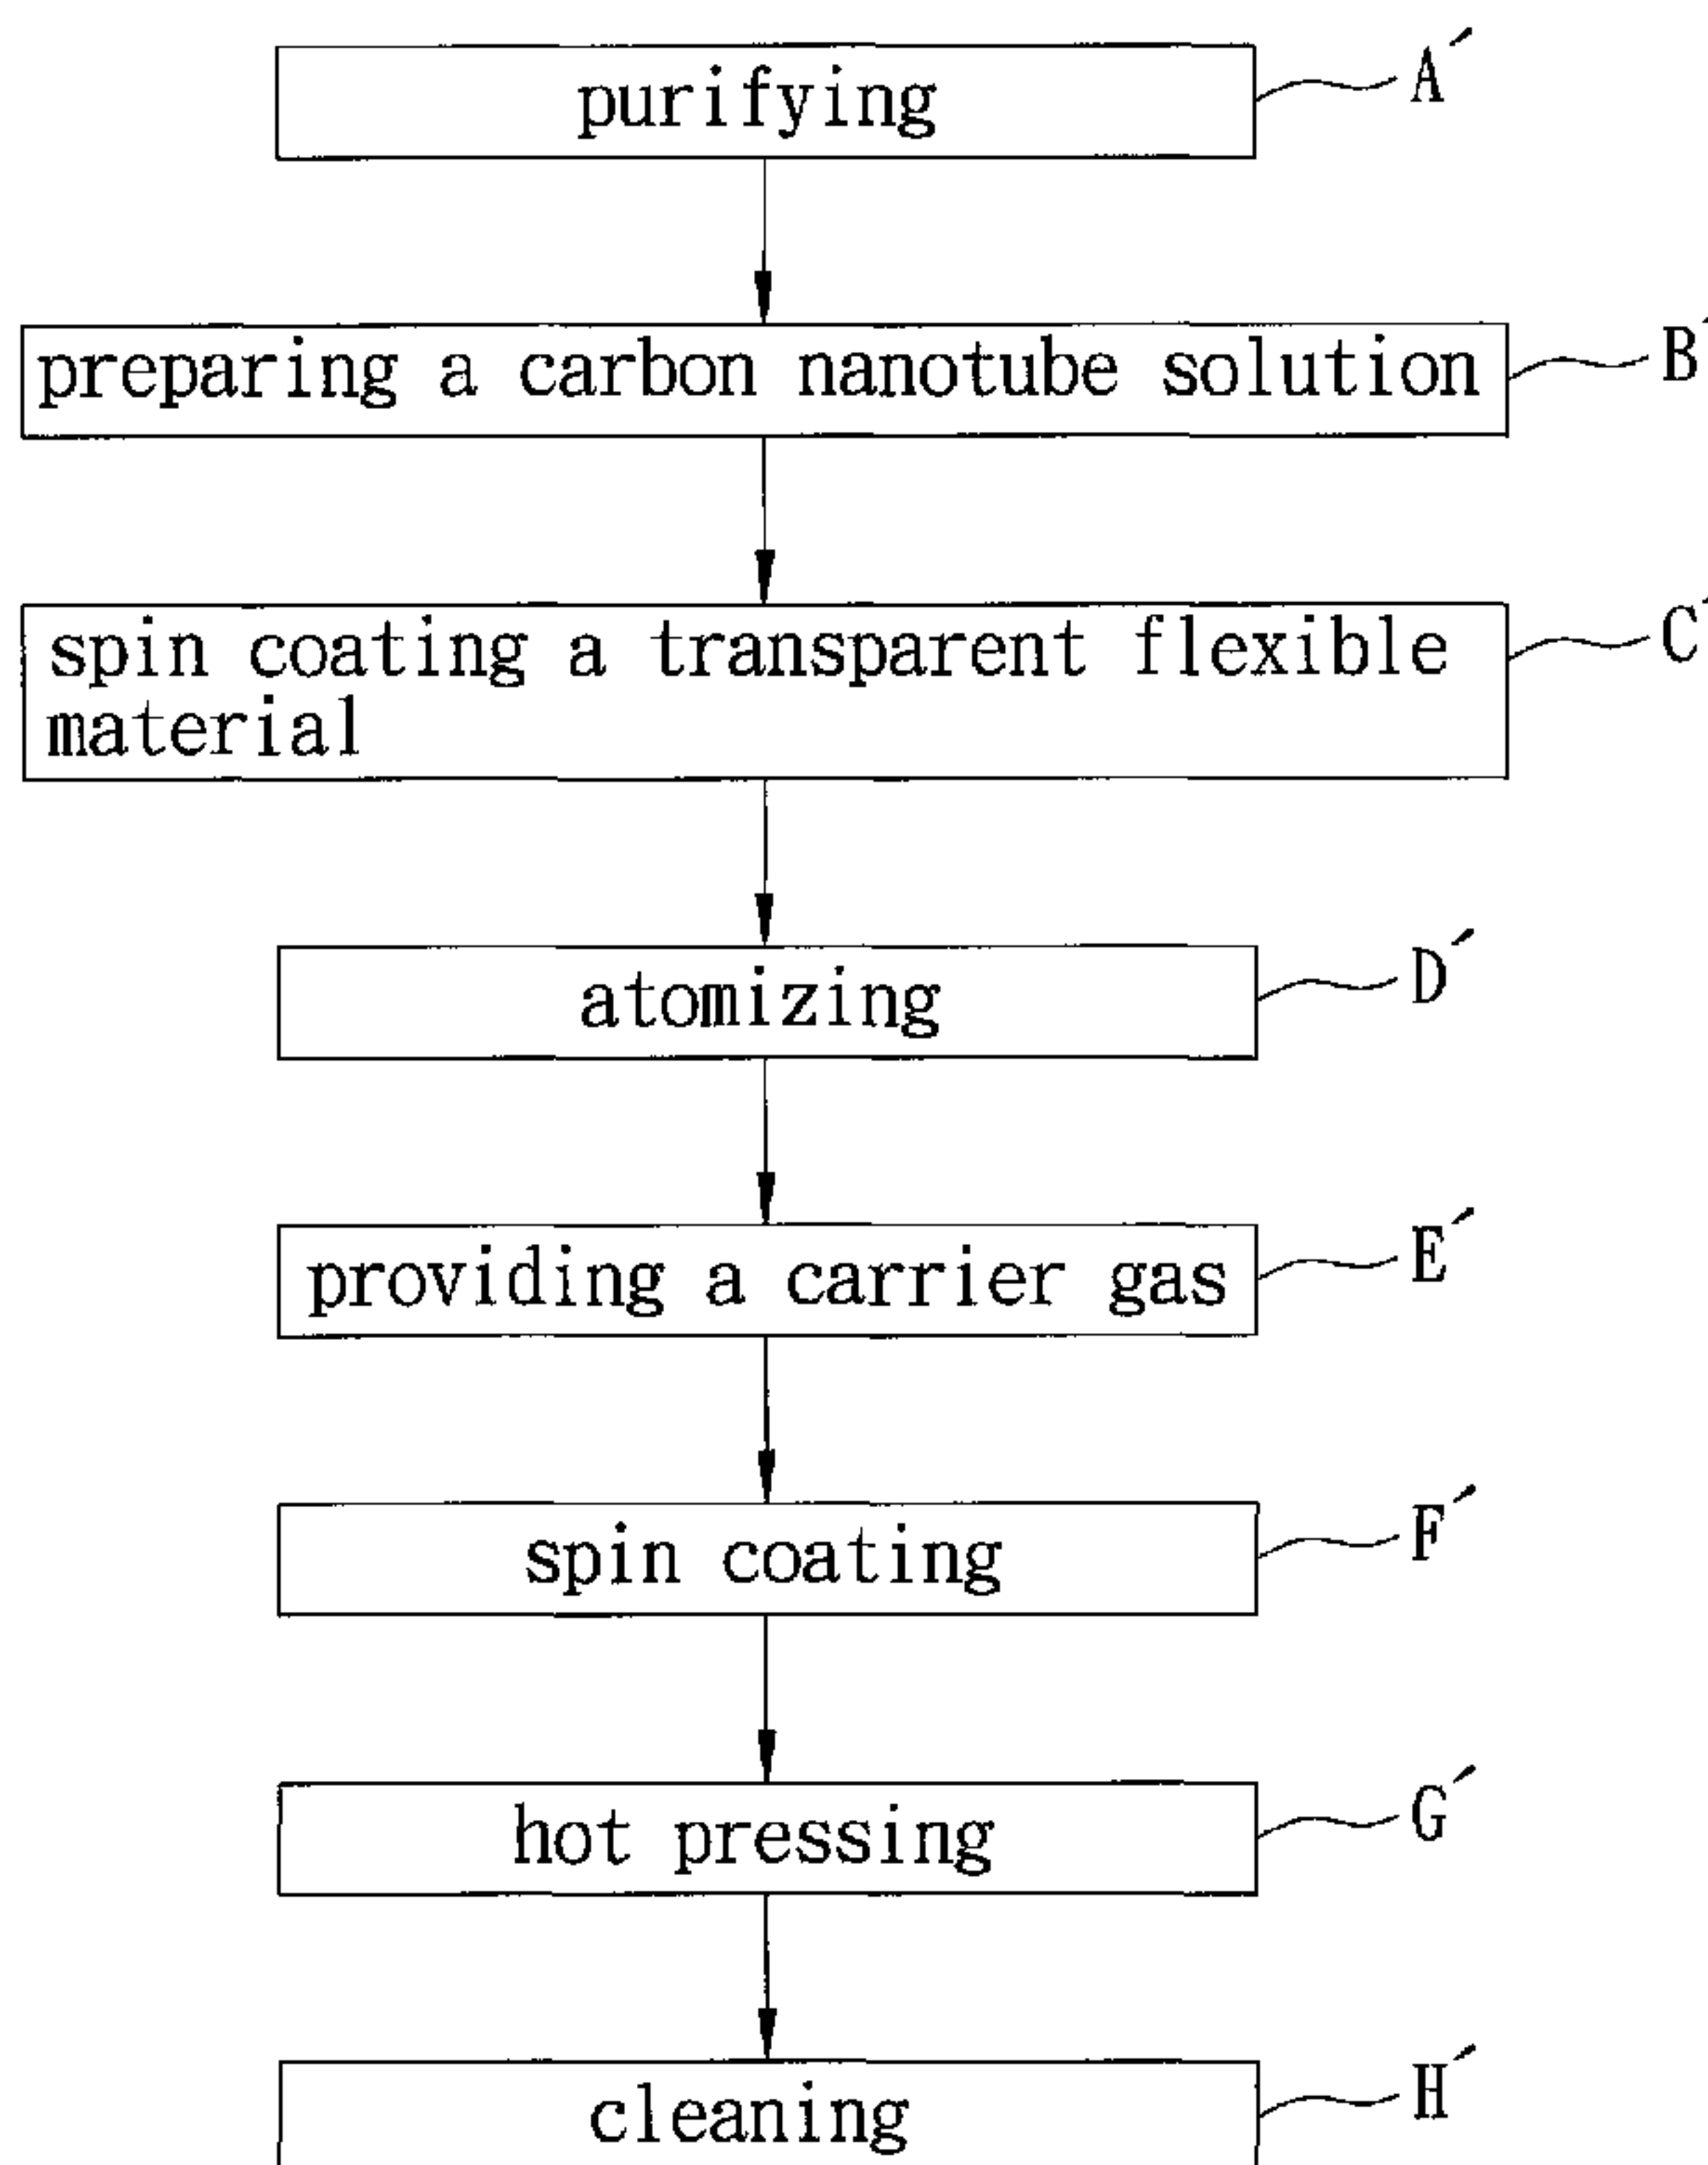 purifying A′
preparing a carbon nanotube solution B′
spin coating a transparent flexible C′
material
atomizing D′
providing a carrier gas E′
spin coating F′
hot pressing G′
cleaning H′